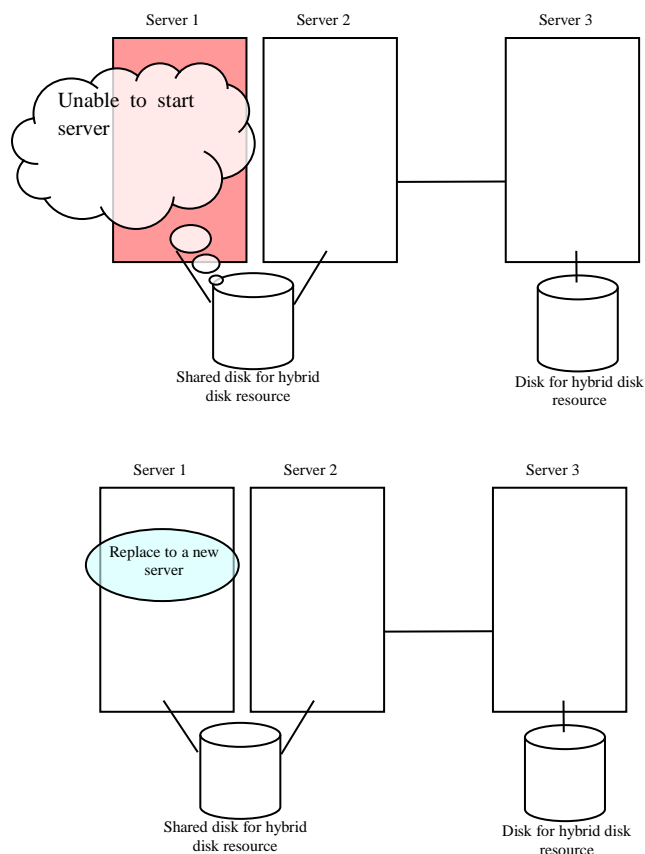 Server 1
Server 2
Server 3
Unable to start
server
Shared disk for hybrid
disk resource
Disk for hybrid disk
resource
Server 1
Server 2
Server 3
Replace to a new
server
Shared disk for hybrid
disk resource
Disk for hybrid disk
resource